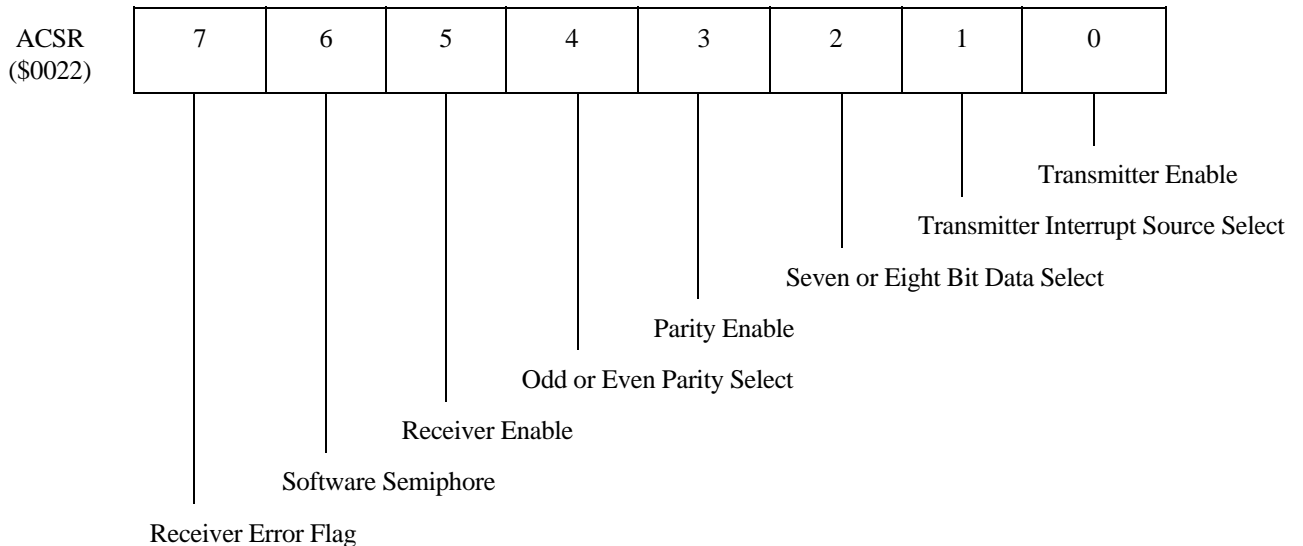 ACSR
($0022)
7 6 5 4 3 2 1 0
Transmitter Enable
Transmitter Interrupt Source Select
Seven or Eight Bit Data Select
Parity Enable
Odd or Even Parity Select
Receiver Enable
Software Semiphore
Receiver Error Flag